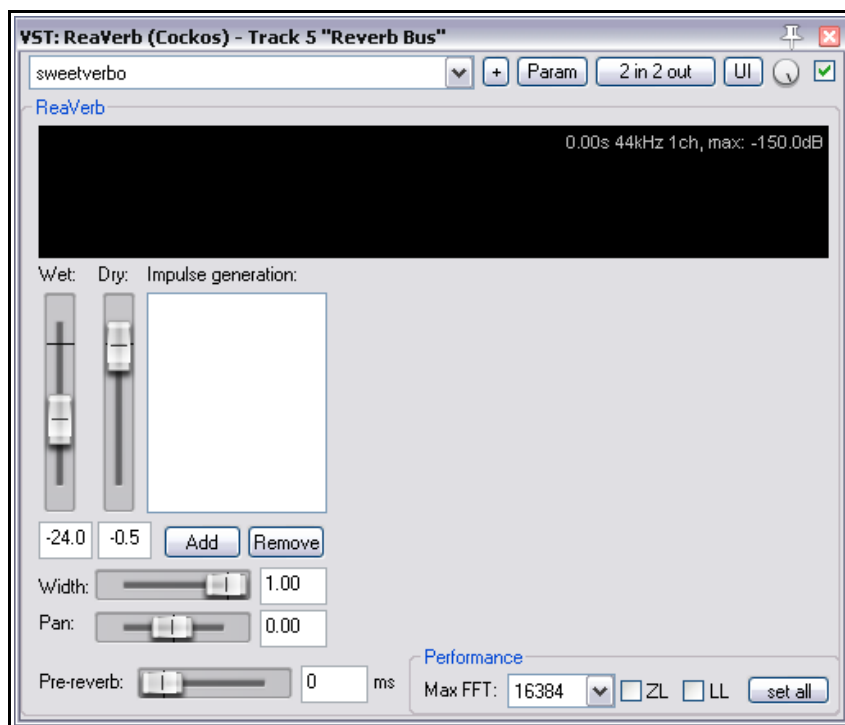 VST: ReaVerb (Cockos) - Track 5 "Reverb Bus"
sweetverbo + Param 2 in 2 out UI
ReaVerb
0.00s 44kHz 1ch, max: -150.0dB
Wet: Dry: Impulse generation:
-24.0 -0.5 Add Remove
Width: 1.00
Pan: 0.00
Performance
Pre-reverb: 0 ms Max FFT: 16384 ZL LL set all